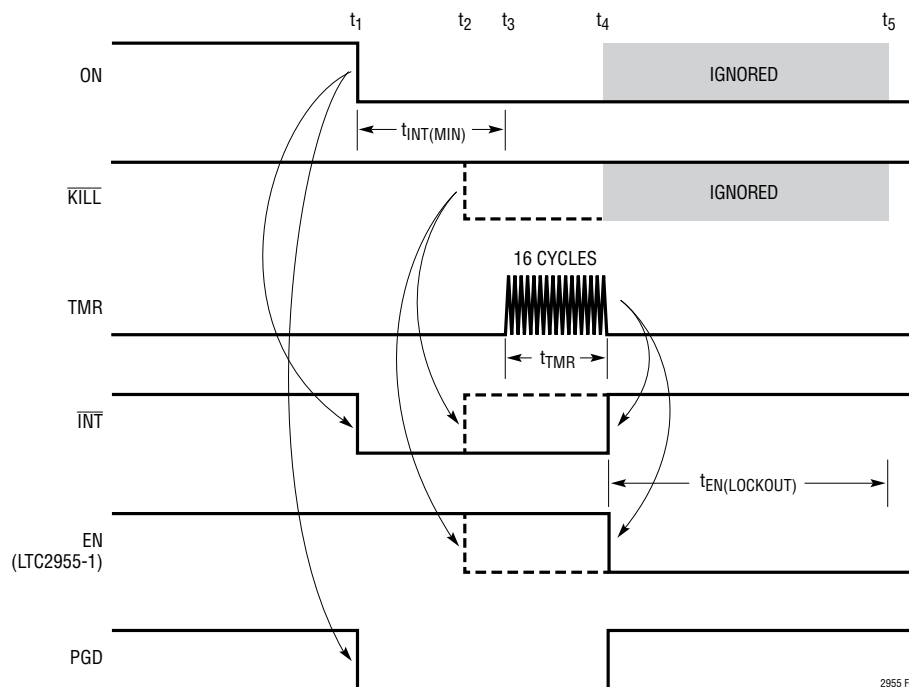 t1 t2 t3 t4 t5
ON
IGNORED
tINT(MIN)
KILL
IGNORED
16 CYCLES
TMR
tTMR
INT
tEN(LOCKOUT)
EN
(LTC2955-1)
PGD
2955 F